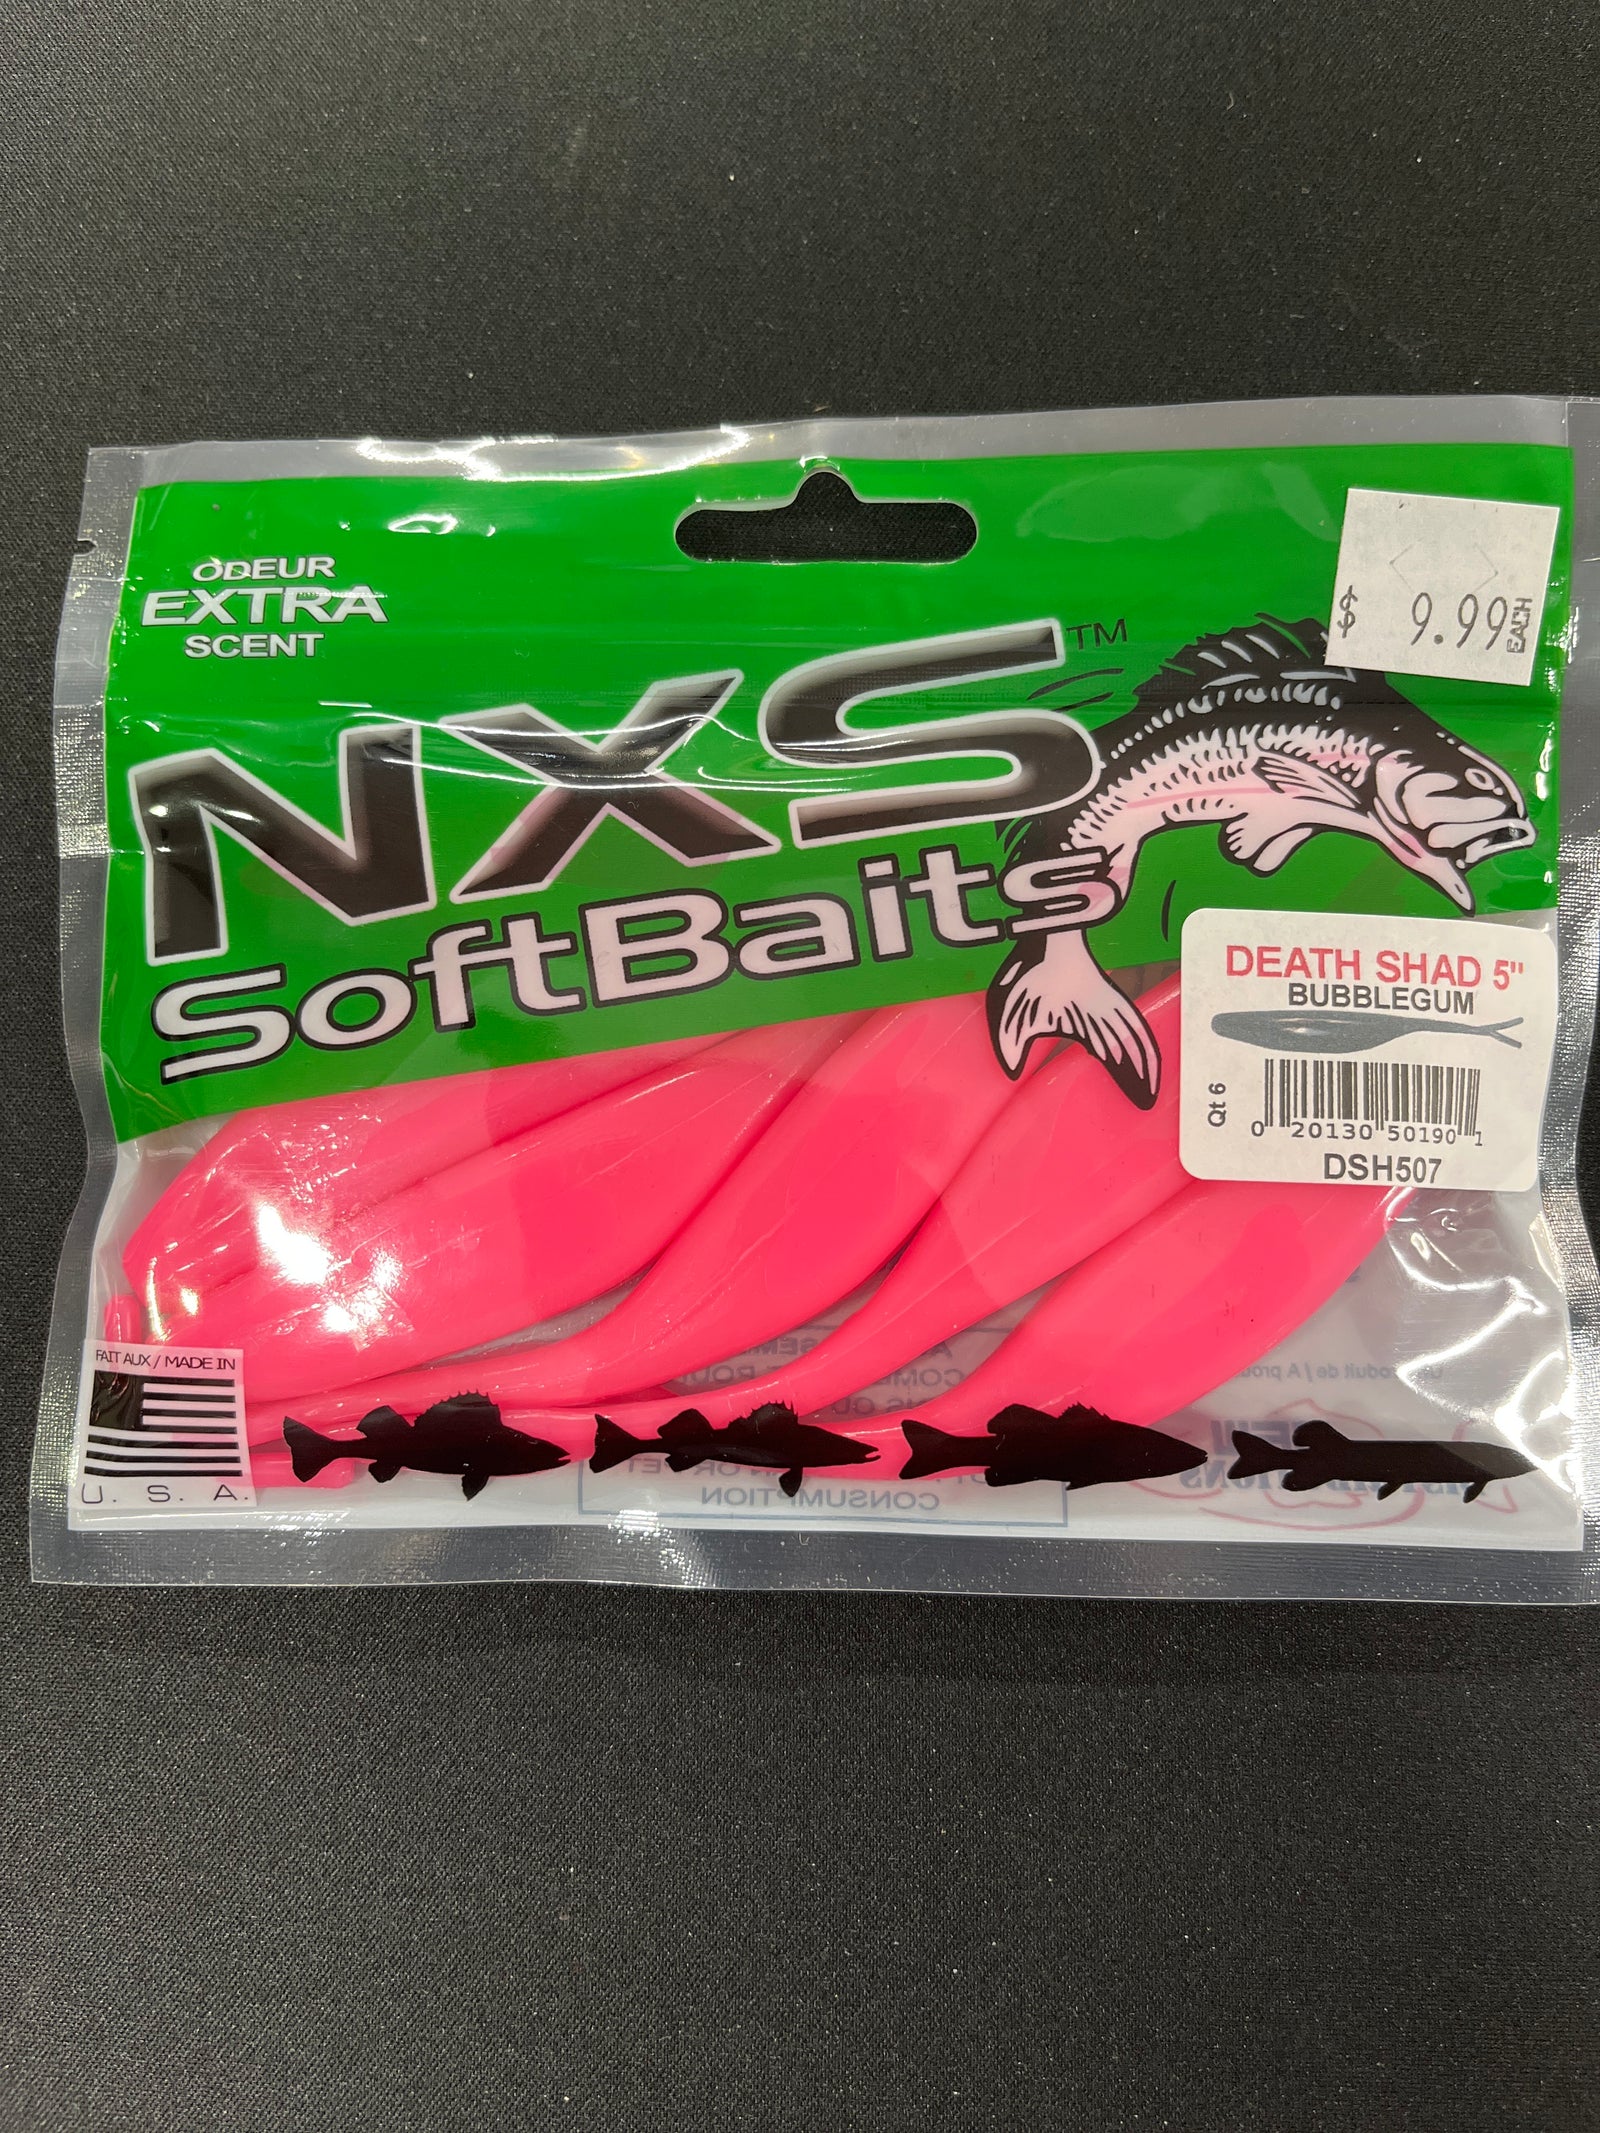 ODEUR
EXTRA
SCENT
$ 9.99 EACH
NXS™
SoftBaits
DEATH SHAD 5"
BUBBLEGUM
Qt 6
0 20130 50190 1
DSH507
FAIT AUX / MADE IN
U. S. A.
CONSUMPTION